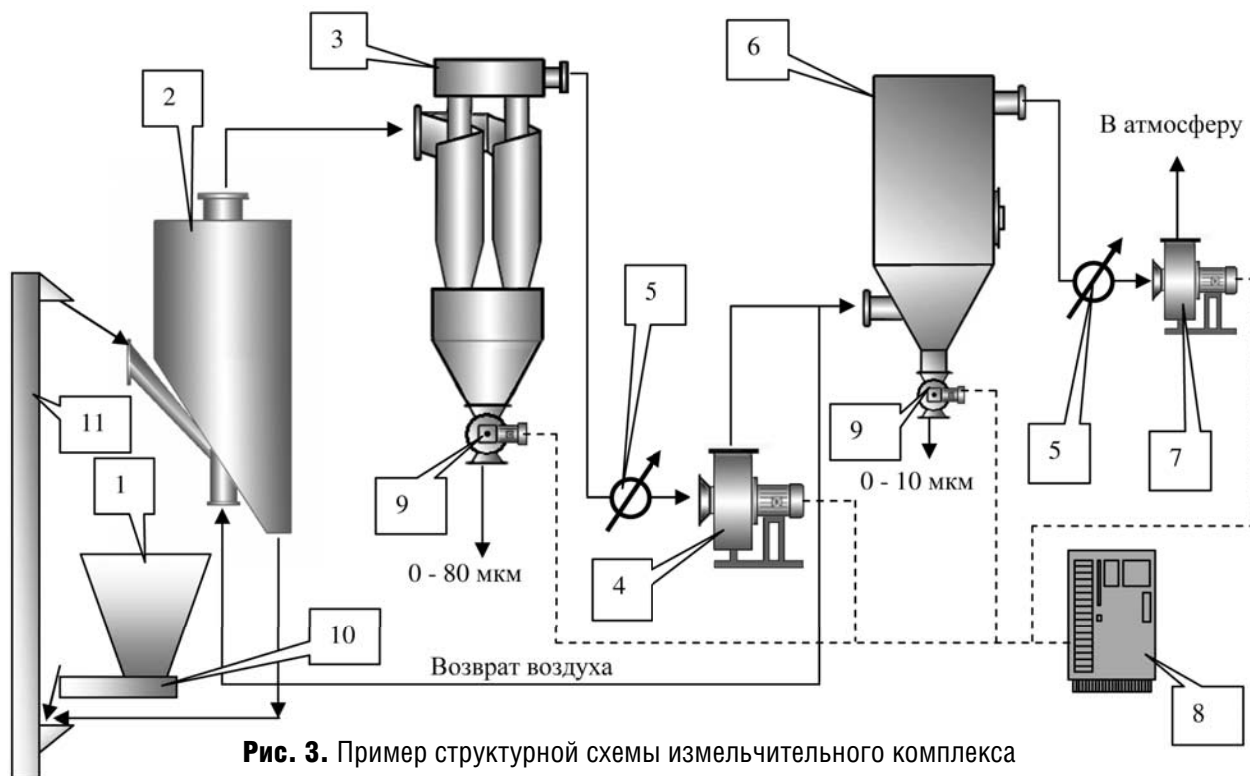 3
6
2
В атмосферу
5
11
9
5
7
1
9
0 - 10 мкм
0 - 80 мкм
4
10
Возврат воздуха
8
Рис. 3. Пример структурной схемы измельчительного комплекса